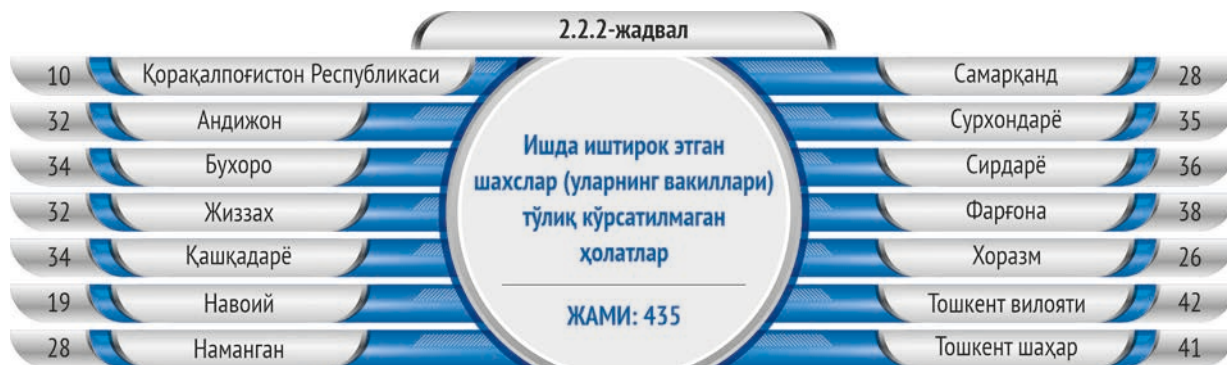 2.2.2-жадвал
10 Қорақалпоғистон Республикаси
32 Андижон
34 Бухоро
32 Жиззах
34 Қашқадарё
19 Навоий
28 Наманган
Ишда иштирок этган
шахслар (уларнинг вакиллари)
тўлиқ кўрсатилмаган
ҳолатлар
ЖАМИ: 435
Самарқанд 28
Сурхондарё 35
Сирдарё 36
Фарғона 38
Хоразм 26
Тошкент вилояти 42
Тошкент шаҳар 41